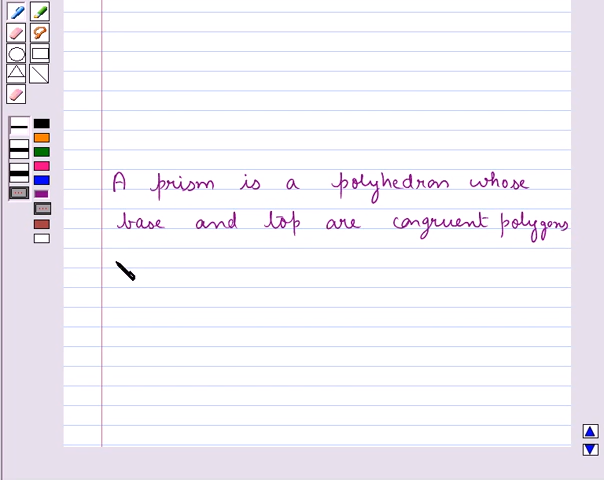 A prism is a polyhedron whose
base and top are congruent polygons